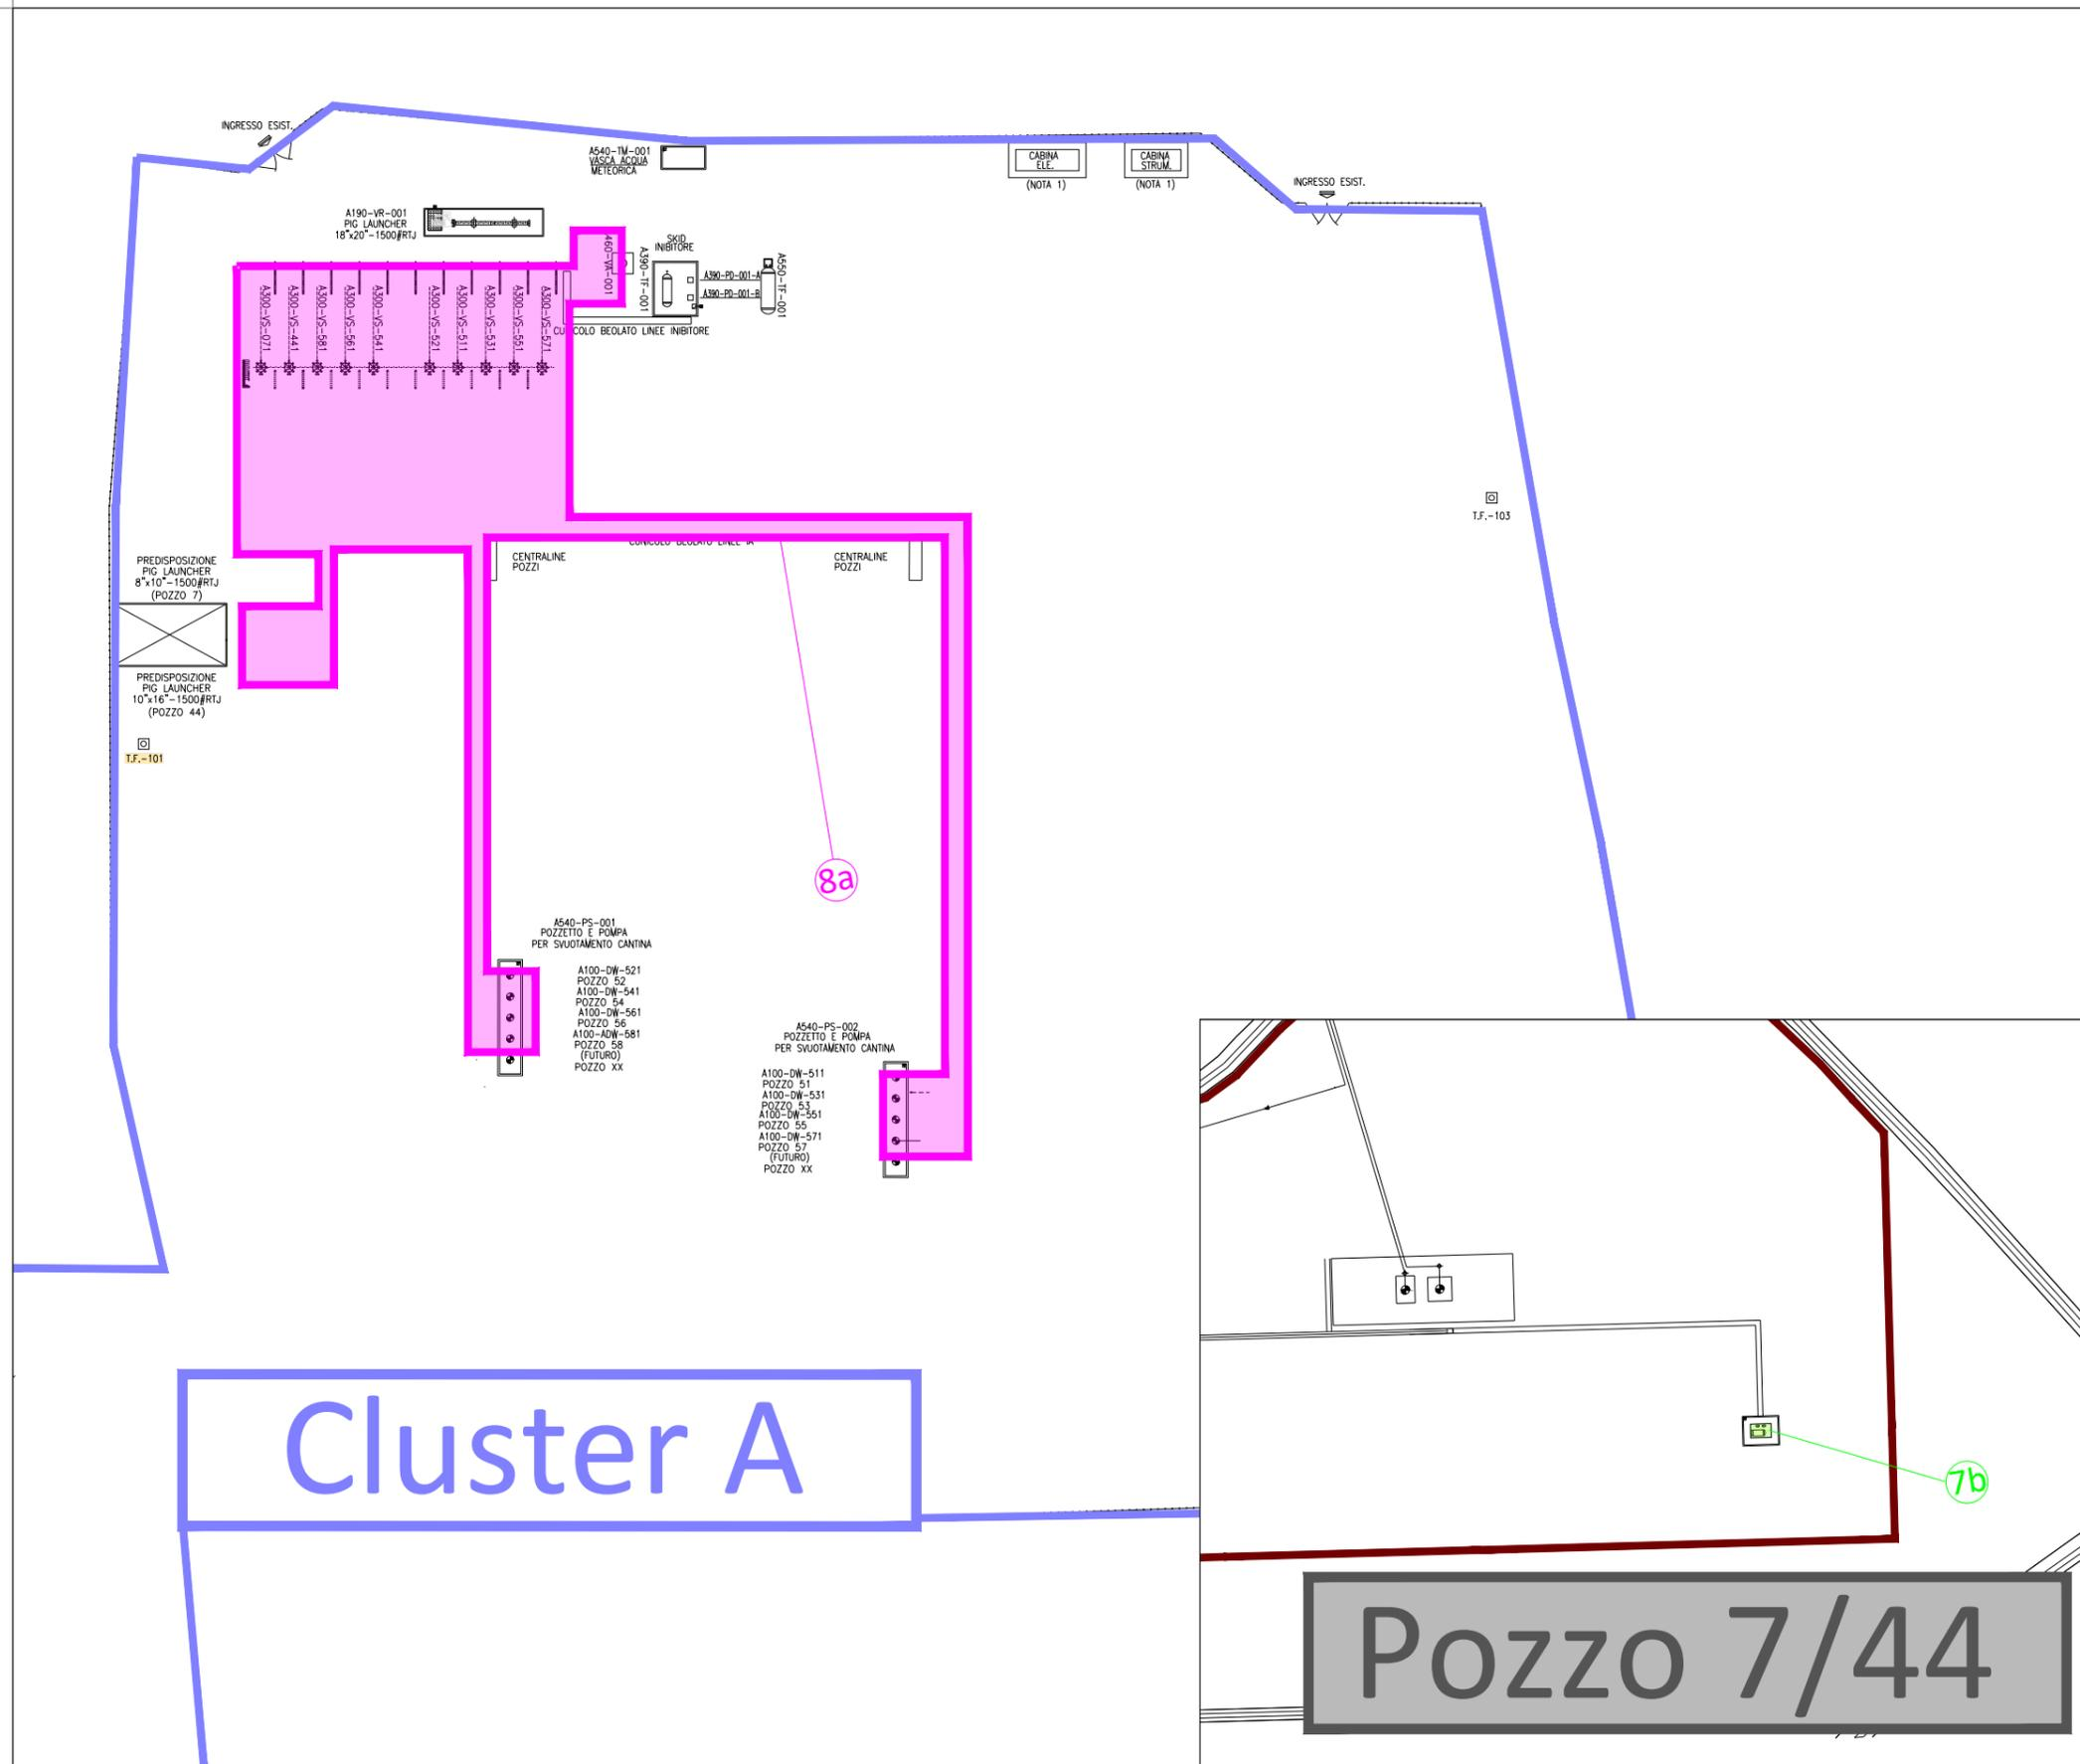 INGRESSO ESIST.
A540-TM-001
VASCA ACQUA
METEORICA
CABINA
ELE.
(NOTA 1)
CABINA
STRUM.
(NOTA 1)
INGRESSO ESIST.
A190-VR-001
PIG LAUNCHER
18"x20"-1500#RTJ
460-VA-001
A390-TF-001
SKID
INIBITORE
A390-PD-001-A
A390-PD-001-B
A650-TF-001
A300-VS-071
A300-VS-441
A300-VS-581
A300-VS-561
A300-VS-541
A300-VS-521
A300-VS-511
A300-VS-531
A300-VS-551
A300-VS-571
BEOLATO LINEE INIBITORE
T.F.-103
CENTRALINE
POZZI
CENTRALINE
POZZI
PREDISPOSIZIONE
PIG LAUNCHER
8"x10"-1500#RTJ
(POZZO 7)
PREDISPOSIZIONE
PIG LAUNCHER
10"x16"-1500#RTJ
(POZZO 44)
T.F.-101
8a
A540-PS-001
POZZETTO E POMPA
PER SVUOTAMENTO CANTINA
A100-DW-521
POZZO 52
A100-DW-541
POZZO 54
A100-DW-561
POZZO 56
A100-ADW-581
POZZO 58
(FUTURO)
POZZO XX
A540-PS-002
POZZETTO E POMPA
PER SVUOTAMENTO CANTINA
A100-DW-511
POZZO 51
A100-DW-531
POZZO 53
A100-DW-551
POZZO 55
A100-DW-571
POZZO 57
(FUTURO)
POZZO XX
Cluster A
7b
Pozzo 7/44